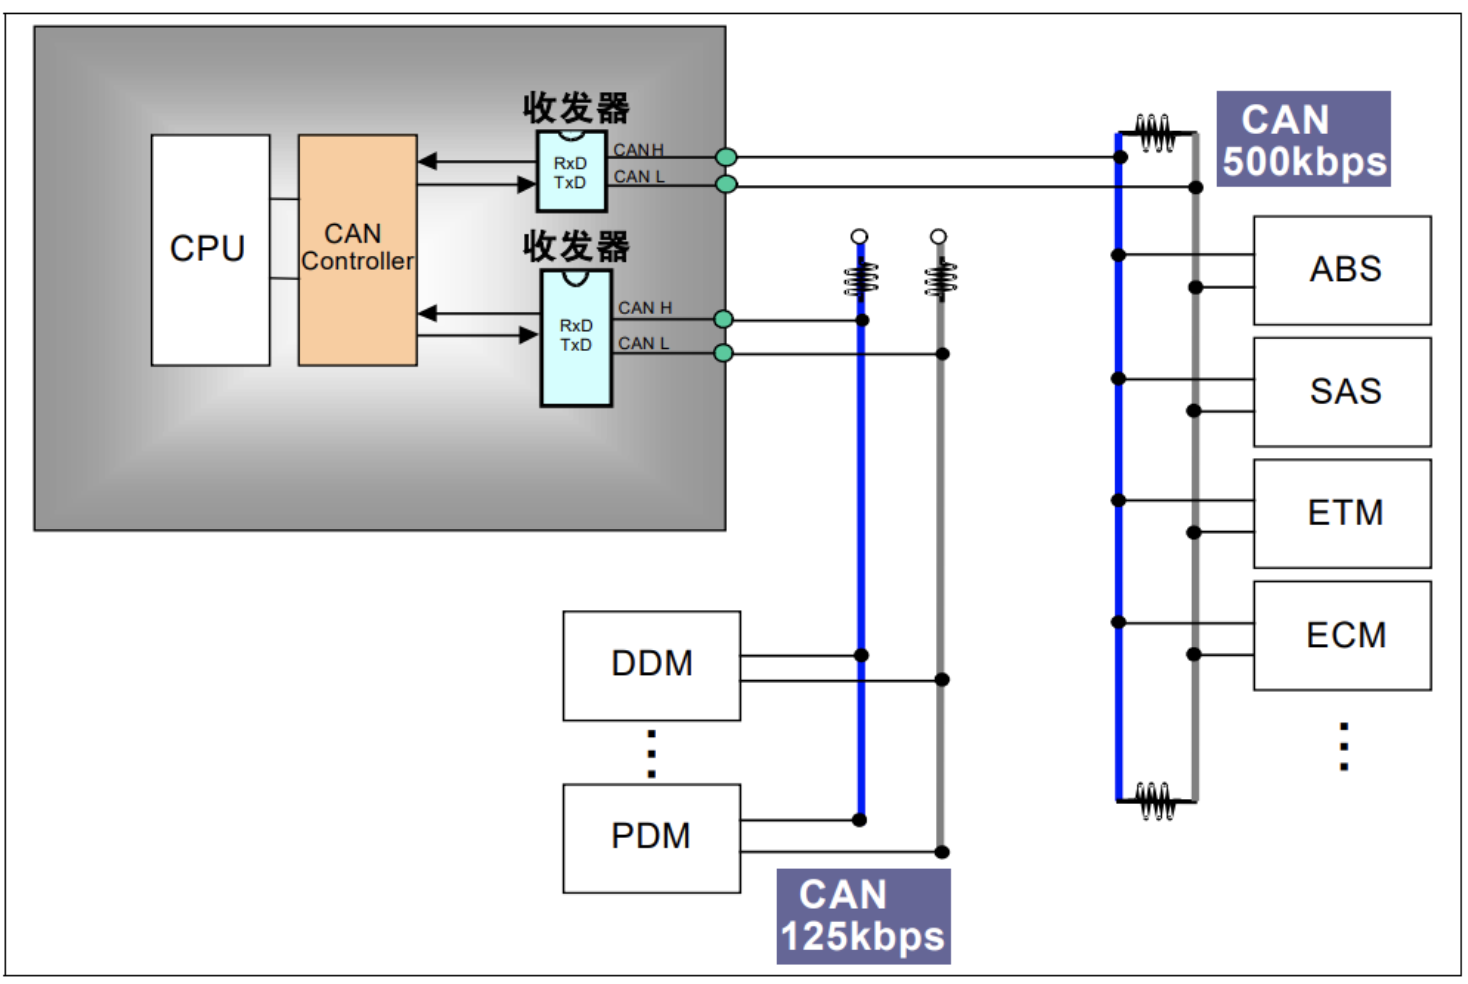 收发器
CAN H
CAN L
RxD
TxD
CPU
CAN
Controller
收发器
CAN H
CAN L
RxD
TxD
CAN
500kbps
ABS
SAS
ETM
ECM
DDM
PDM
CAN
125kbps